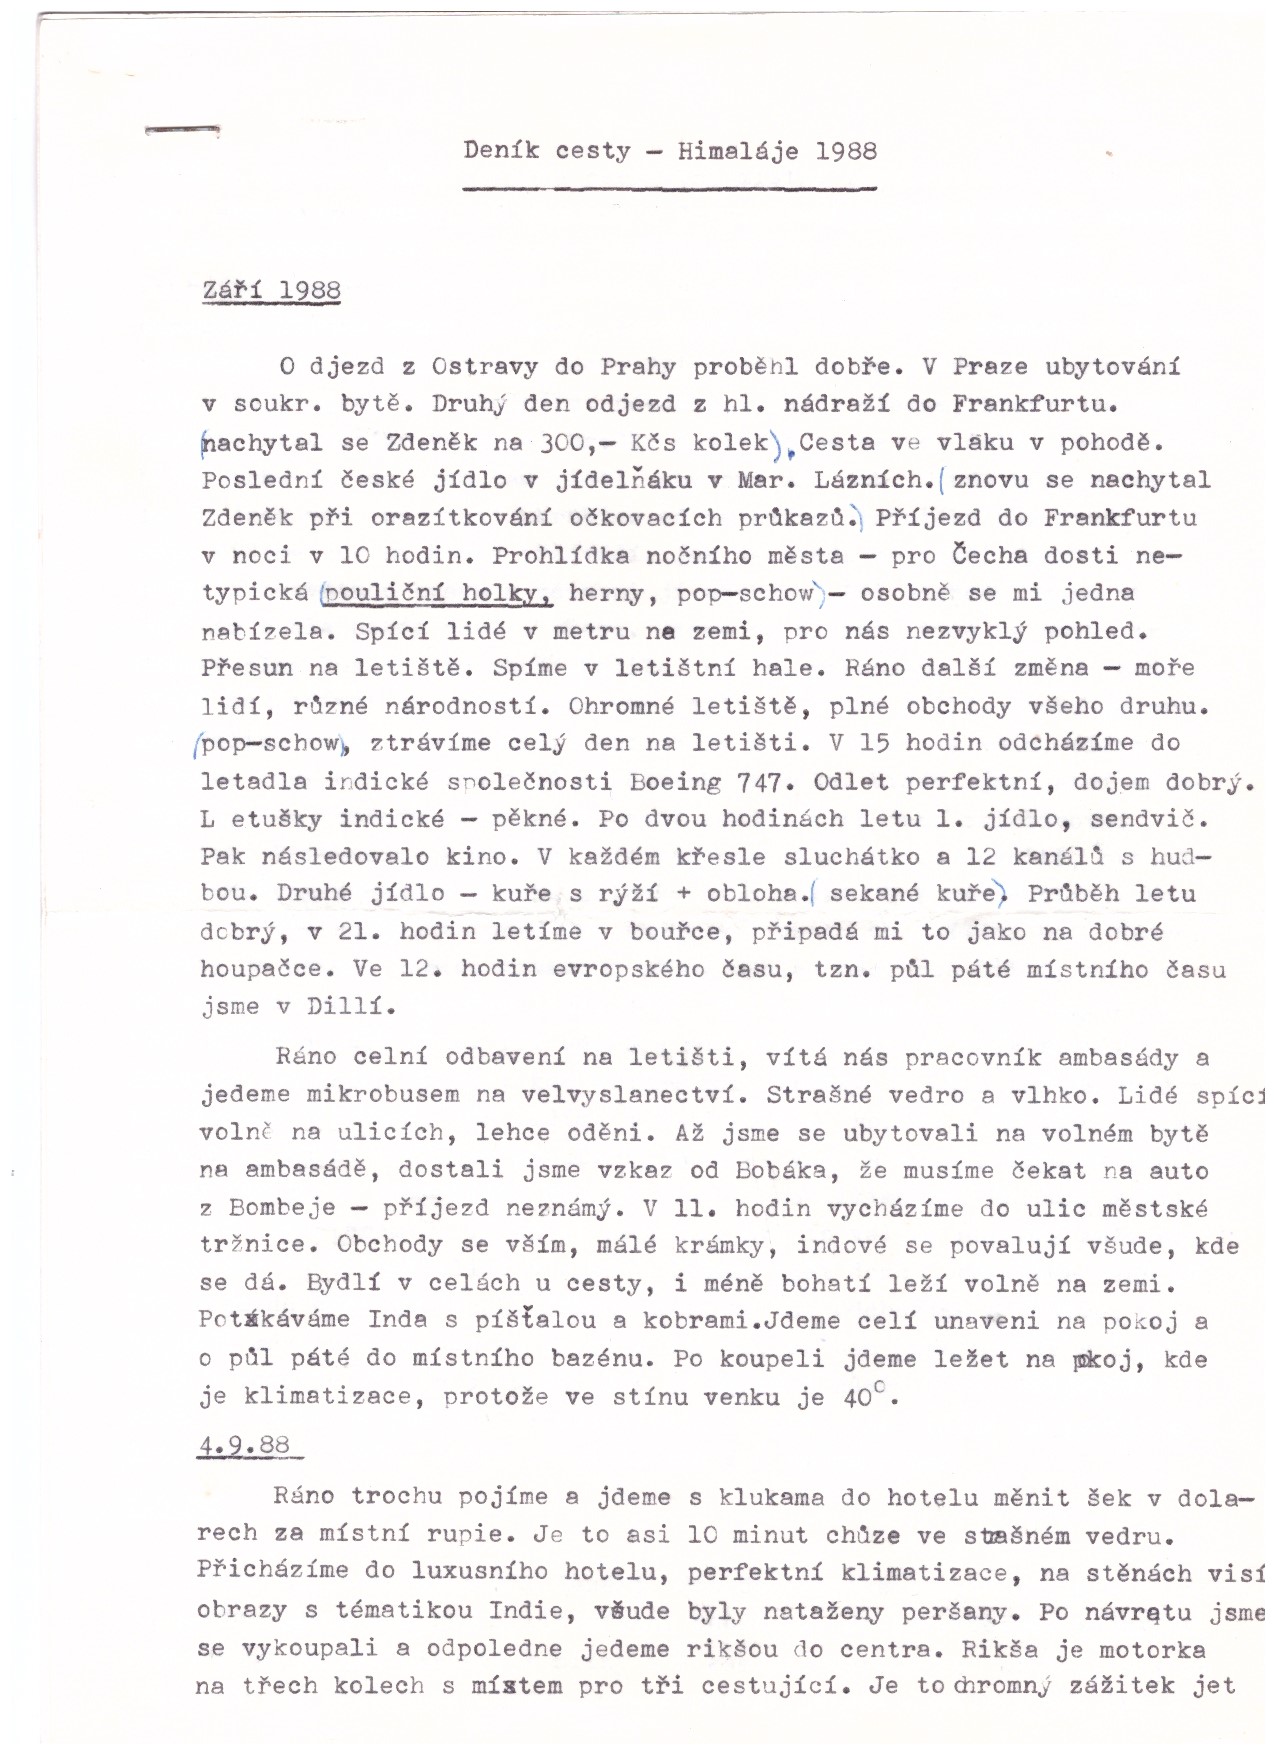 Deník cesty - Himaláje 1988
Září 1988
O djezd z Ostravy do Prahy proběhl dobře. V Praze ubytování
v soukr. bytě. Druhý den odjezd z hl. nádraží do Frankfurtu.
(nachytal se Zdeněk na 300,- Kčs kolek), Cesta ve vlaku v pohodě.
Poslední české jídlo v jídelňáku v Mar. Lázních.( znovu se nachytal
Zdeněk při orazítkování očkovacích průkazů.) Příjezd do Frankfurtu
v noci v 10 hodin. Prohlídka nočního města - pro Čecha dosti ne-
typická (pouliční holky, herny, pop-schow)- osobně se mi jedna
nabízela. Spící lidé v metru na zemi, pro nás nezvyklý pohled.
Přesun na letiště. Spíme v letištní hale. Ráno další změna - moře
lidí, různé národností. Ohromné letiště, plné obchody všeho druhu.
(pop-schow), ztrávíme celý den na letišti. V 15 hodin odcházíme do
letadla indické společnosti Boeing 747. Odlet perfektní, dojem dobrý.
L etušky indické - pěkné. Po dvou hodinách letu 1. jídlo, sendvič.
Pak následovalo kino. V každém křesle sluchátko a 12 kanálů s hud-
bou. Druhé jídlo - kuře s rýží + obloha.( sekané kuře). Průběh letu
dobrý, v 21. hodin letíme v bouřce, připadá mi to jako na dobré
houpačce. Ve 12. hodin evropského času, tzn. půl páté místního času
jsme v Dillí.
Ráno celní odbavení na letišti, vítá nás pracovník ambasády a
jedeme mikrobusem na velvyslanectví. Strašné vedro a vlhko. Lidé spící
volně na ulicích, lehce oděni. Až jsme se ubytovali na volném bytě
na ambasádě, dostali jsme vzkaz od Bobáka, že musíme čekat na auto
z Bombeje - příjezd neznámý. V 11. hodin vycházíme do ulic městské
tržnice. Obchody se vším, málé krámky, indové se povalují všude, kde
se dá. Bydlí v celách u cesty, i méně bohatí leží volně na zemi.
Potkáváme Inda s píšťalou a kobrami.Jdeme celí unaveni na pokoj a
o půl páté do místního bazénu. Po koupeli jdeme ležet na pokoj, kde
je klimatizace, protože ve stínu venku je 40°.
4.9.88
Ráno trochu pojíme a jdeme s klukama do hotelu měnit šek v dola-
rech za místní rupie. Je to asi 10 minut chůze ve strašném vedru.
Přicházíme do luxusního hotelu, perfektní klimatizace, na stěnách visí
obrazy s tématikou Indie, všude byly nataženy peršany. Po návratu jsme
se vykoupali a odpoledne jedeme rikšou do centra. Rikša je motorka
na třech kolech s místem pro tři cestující. Je to ohromný zážitek jet